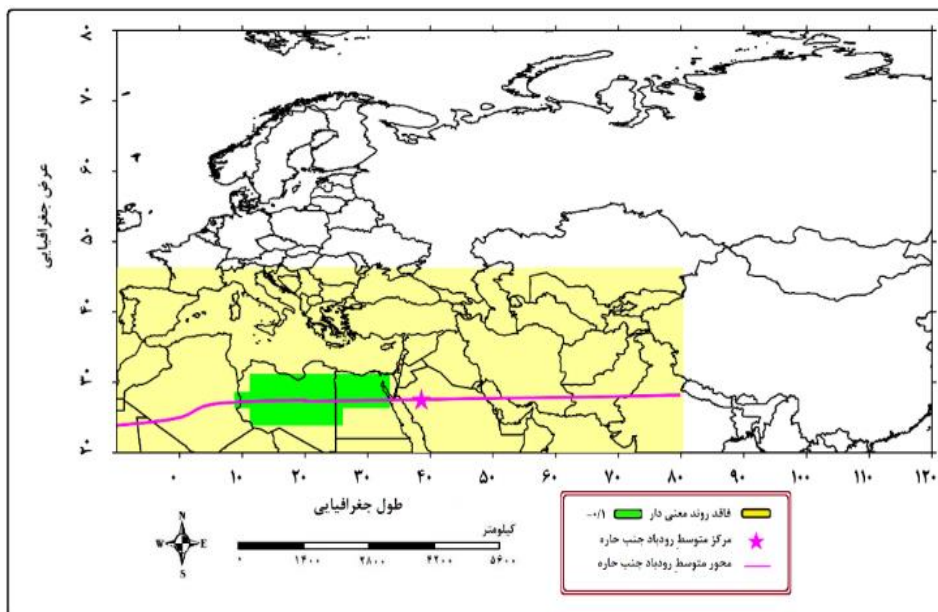 ۸۰
۷۰
۶۰
۵۰
۴۰
۳۰
۲۰
عرض جغرافیایی
۰ ۱۰ ۲۰ ۳۰ ۴۰ ۵۰ ۶۰ ۷۰ ۸۰ ۹۰ ۱۰۰ ۱۱۰ ۱۲۰
طول جغرافیایی
کیلومتر
۰ ۱۴۰۰ ۲۸۰۰ ۴۲۰۰ ۵۶۰۰
N
W E
S
فاقد روند معنی دار -۰/۱
مرکز متوسط رودباد جنب حاره
محور متوسط رودباد جنب حاره